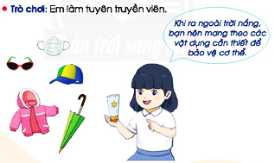 • Trò chơi: Em làm tuyên truyền viên.
Khi ra ngoài trời nắng,
bạn nên mang theo các
vật dụng cần thiết để
bảo vệ cơ thể.